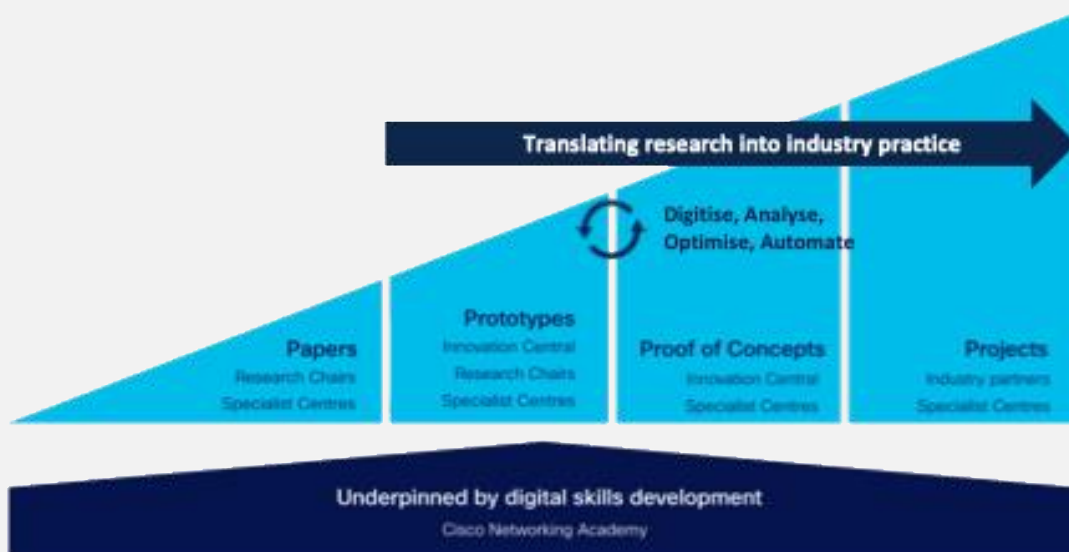 Translating research into industry practice
Digitise, Analyse,
Optimise, Automate
Papers
Research Chairs
Specialist Centres
Prototypes
Innovation Central
Research Chairs
Specialist Centres
Proof of Concepts
Innovation Central
Specialist Centres
Projects
Industry partners
Specialist Centres
Underpinned by digital skills development
Cisco Networking Academy